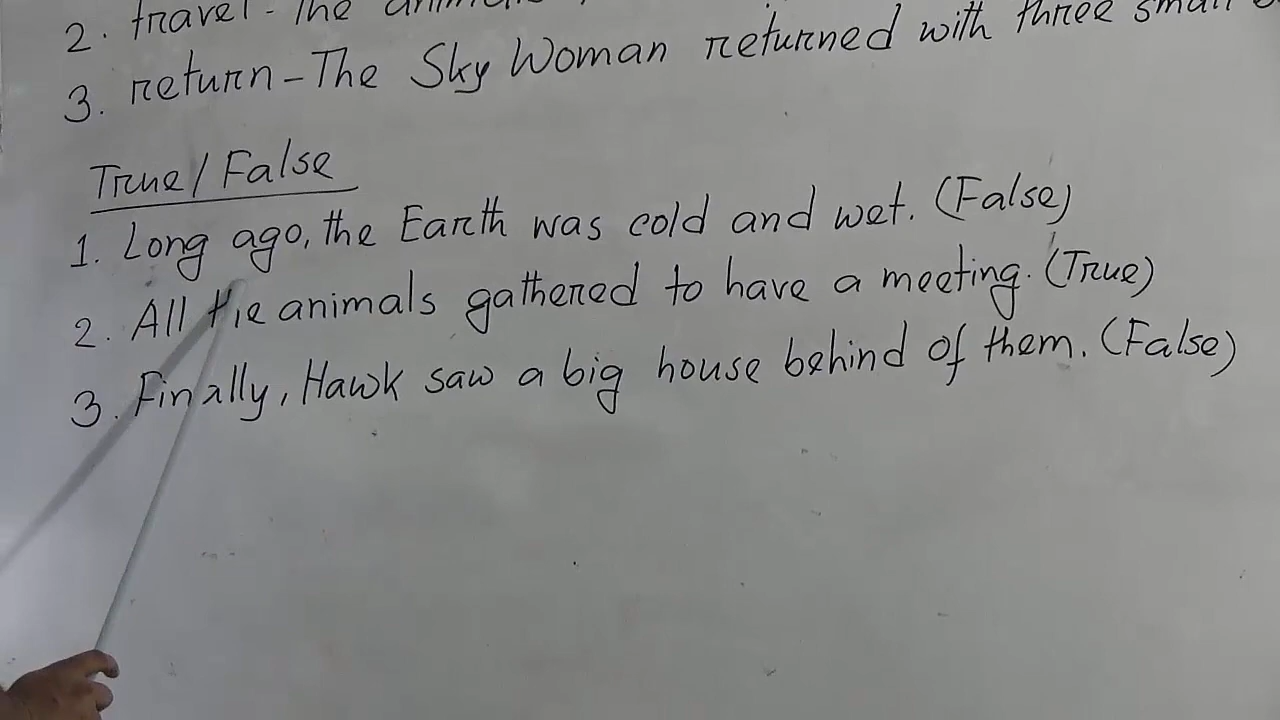 2. travel - The
3. return - The Sky Woman returned with three small
True/False
1. Long ago, the Earth was cold and wet. (False)
2. All the animals gathered to have a meeting. (True)
3. Finally, Hawk saw a big house behind of them. (False)